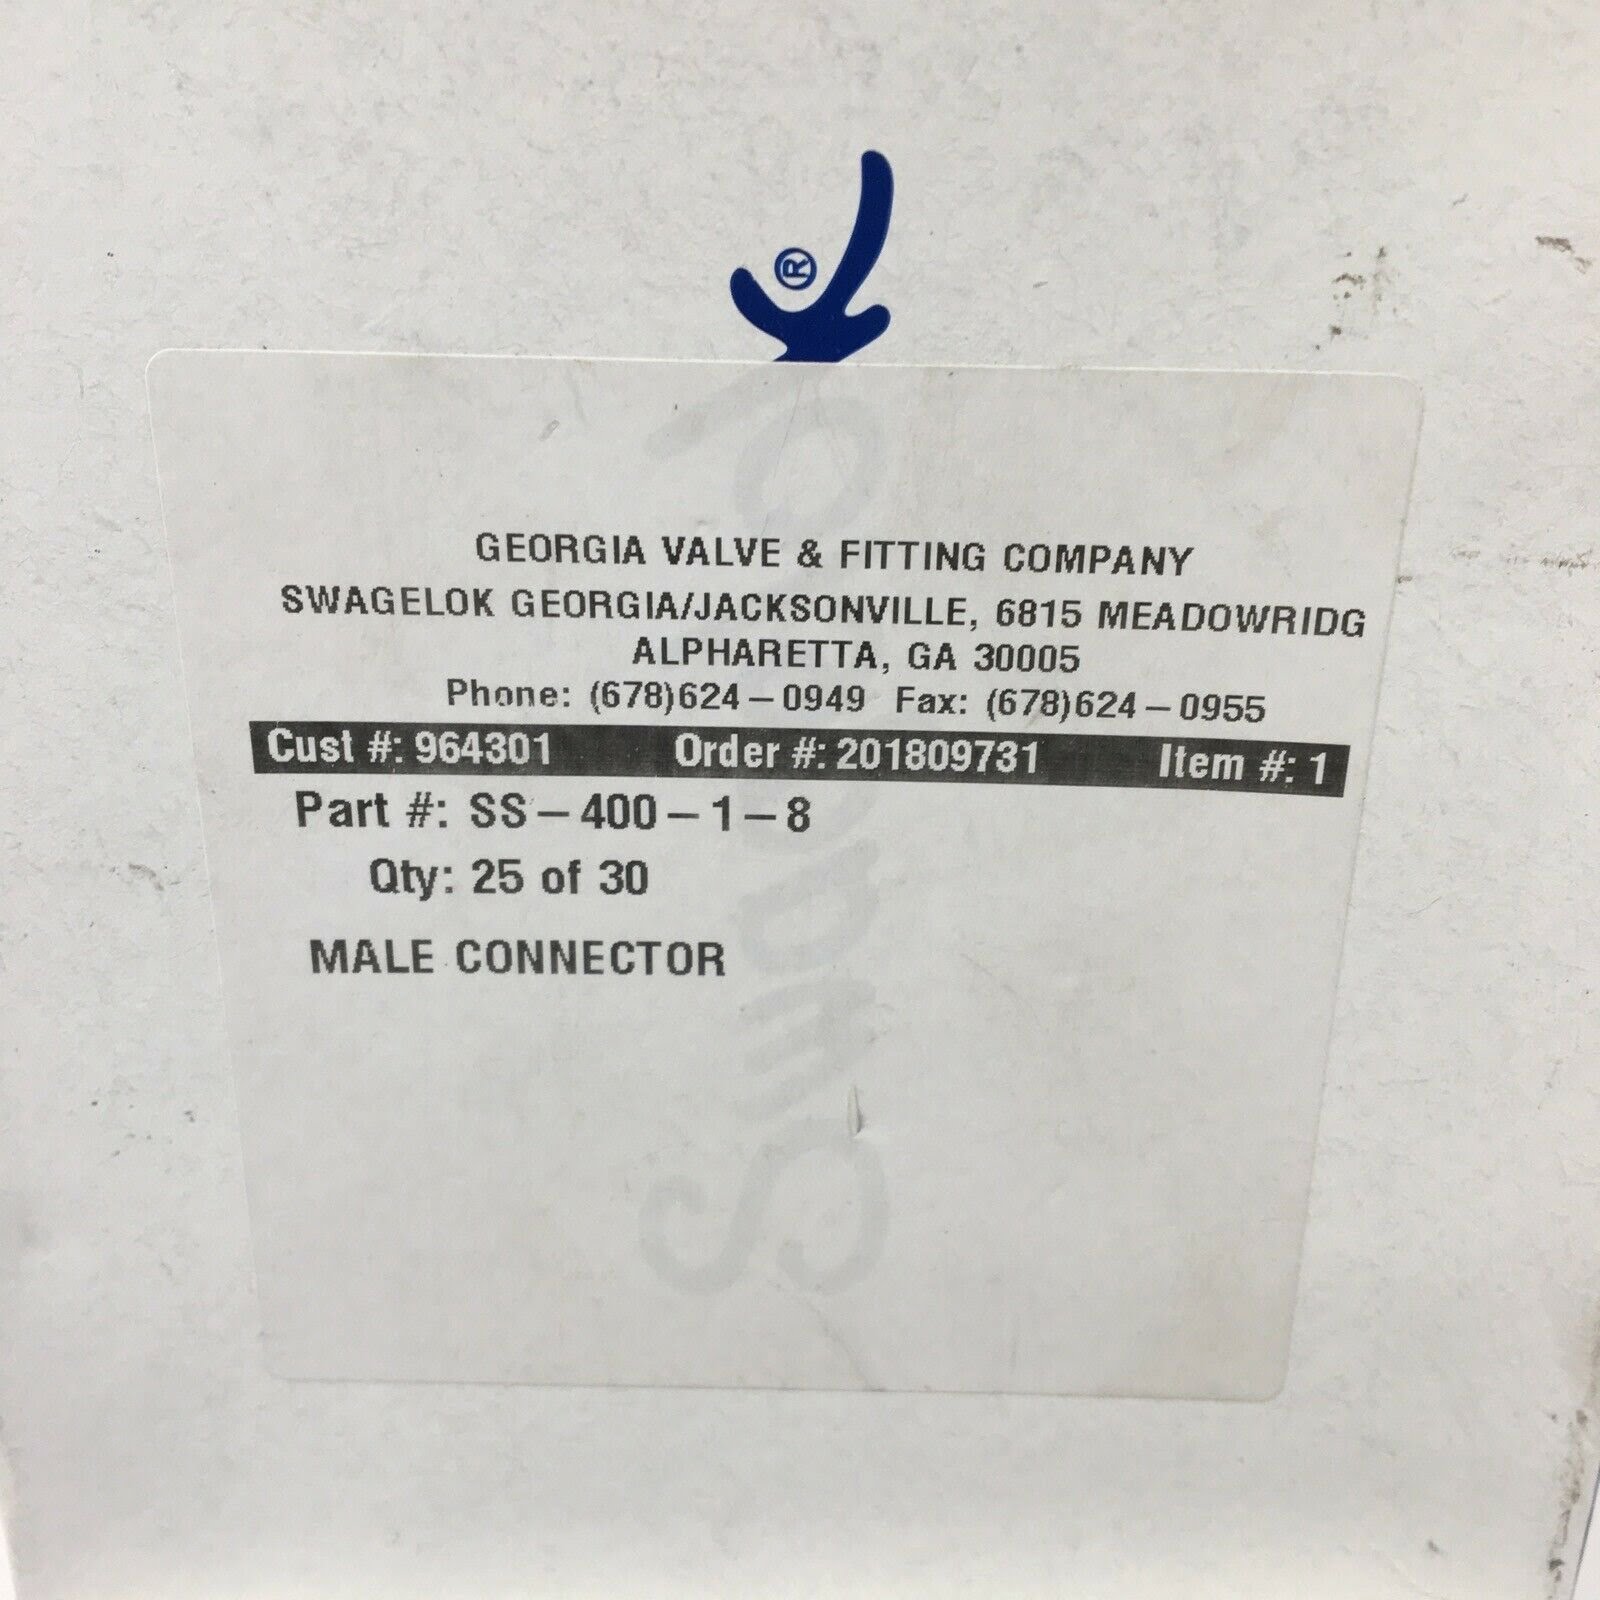 ®
GEORGIA VALVE & FITTING COMPANY
SWAGELOK GEORGIA/JACKSONVILLE, 6815 MEADOWRIDG
ALPHARETTA, GA 30005
Phone: (678)624-0949 Fax: (678)624-0955
Cust #: 964301 Order #: 201809731 Item #: 1
Part #: SS-400-1-8
Qty: 25 of 30
MALE CONNECTOR